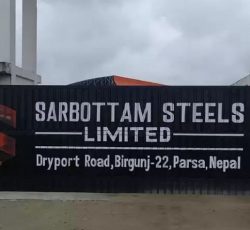 SARBOTTAM STEELS
LIMITED
Dryport Road,Birgunj-22,Parsa,Nepal